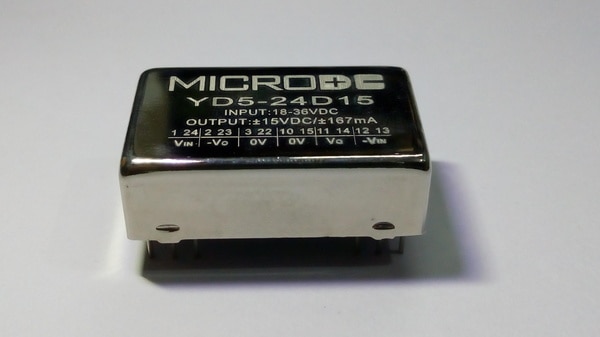 MICRODC
YD5-24D15
INPUT:18-36VDC
OUTPUT:±15VDC/±167mA
1 24 2 23 3 22 10 15 11 14 12 13
VIN -VO 0V 0V VO -VIN